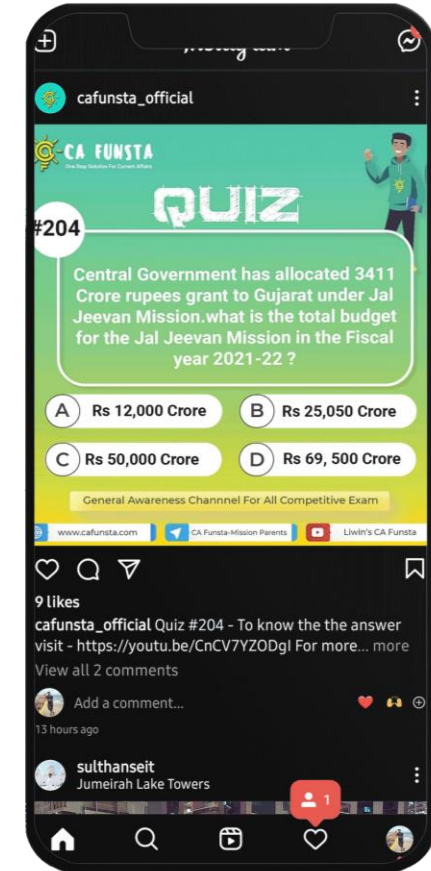 cafunsta_official
CA FUNSTA
One Stop Solution For Current Affairs
QUIZ
#204
Central Government has allocated 3411
Crore rupees grant to Gujarat under Jal
Jeevan Mission.what is the total budget
for the Jal Jeevan Mission in the Fiscal
year 2021-22 ?
A Rs 12,000 Crore
B Rs 25,050 Crore
C Rs 50,000 Crore
D Rs 69, 500 Crore
General Awareness Channnel For All Competitive Exam
www.cafunsta.com
CA Funsta-Mission Parents
Liwin's CA Funsta
9 likes
cafunsta_official Quiz #204 - To know the the answer
visit - https://youtu.be/CnCV7YZODgI For more... more
View all 2 comments
Add a comment...
13 hours ago
sulthanseit
Jumeirah Lake Towers
1